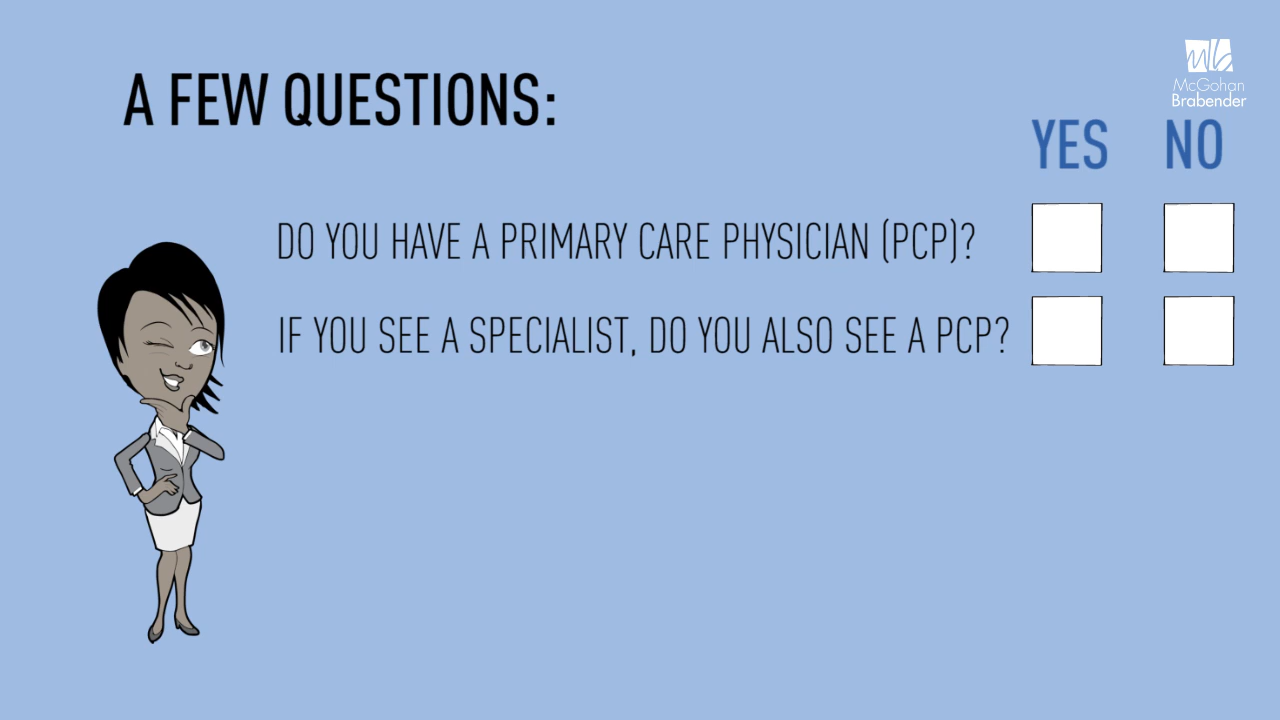 A FEW QUESTIONS:
McGohan
Brabender
YES NO
DO YOU HAVE A PRIMARY CARE PHYSICIAN (PCP)?
IF YOU SEE A SPECIALIST, DO YOU ALSO SEE A PCP?